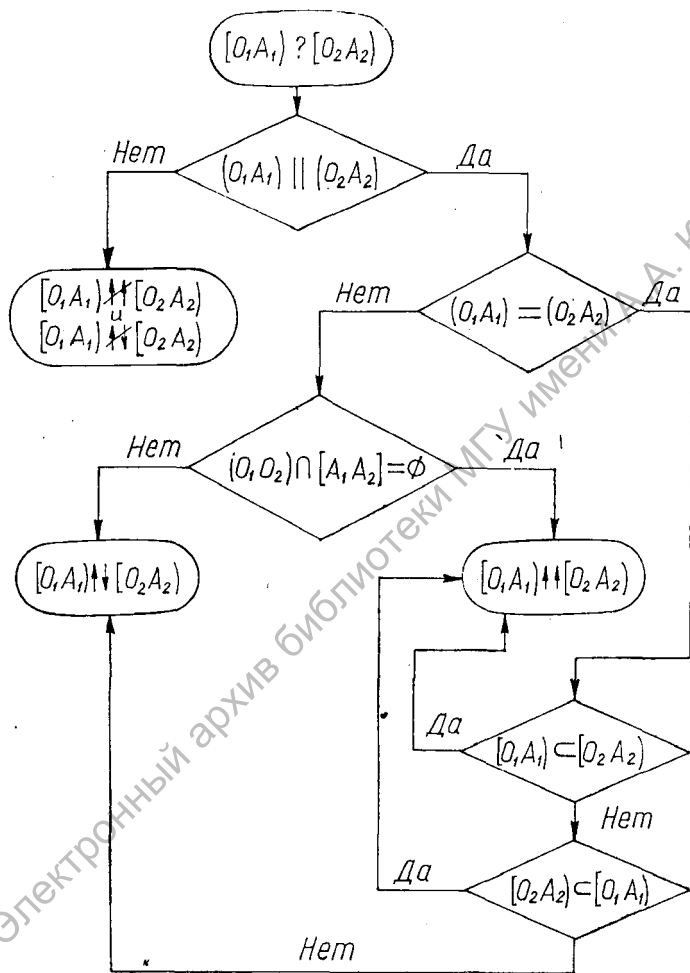 [O₁A₁) ? [O₂A₂)
Нет
(O₁A₁) || (O₂A₂)
Да
[O₁A₁) ⇈̸ [O₂A₂)
и
[O₁A₁) ⇅̸ [O₂A₂)
Нет
(O₁A₁) = (O₂A₂)
Да
Нет
(O₁O₂) ∩ [A₁A₂] = ϕ
Да
[O₁A₁) ↑↓ [O₂A₂)
[O₁A₁) ↑↑ [O₂A₂)
Да
[O₁A₁) ⊂ [O₂A₂)
Нет
Да
[O₂A₂) ⊂ [O₁A₁)
Нет
Электронный архив библиотеки МГУ имени А.А.